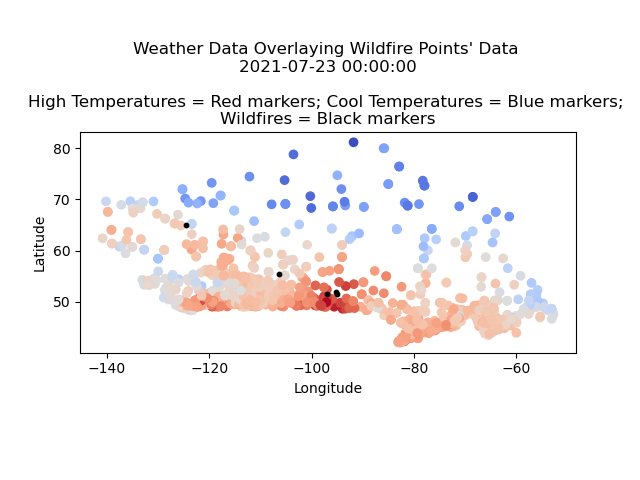 Weather Data Overlaying Wildfire Points' Data
2021-07-23 00:00:00
High Temperatures = Red markers; Cool Temperatures = Blue markers;
Wildfires = Black markers
80
70
60
50
Latitude
−140
−120
−100
−80
−60
Longitude